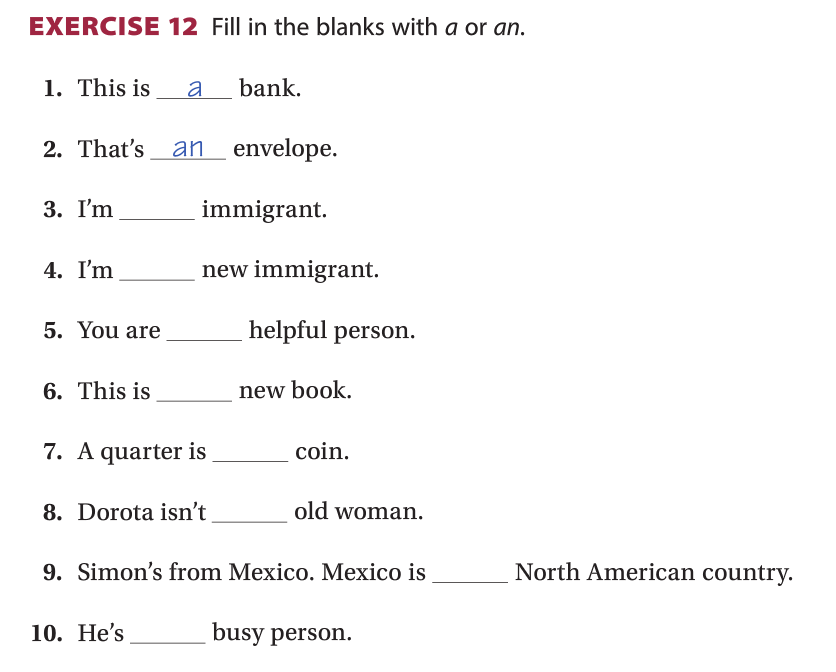 EXERCISE 12 Fill in the blanks with a or an.
1. This is __a__ bank.
2. That’s __an__ envelope.
3. I’m ______ immigrant.
4. I’m ______ new immigrant.
5. You are ______ helpful person.
6. This is ______ new book.
7. A quarter is ______ coin.
8. Dorota isn’t ______ old woman.
9. Simon’s from Mexico. Mexico is ______ North American country.
10. He’s ______ busy person.